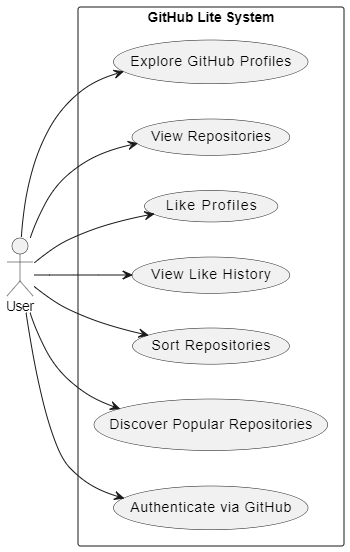 GitHub Lite System
Explore GitHub Profiles
View Repositories
Like Profiles
View Like History
User
Sort Repositories
Discover Popular Repositories
Authenticate via GitHub